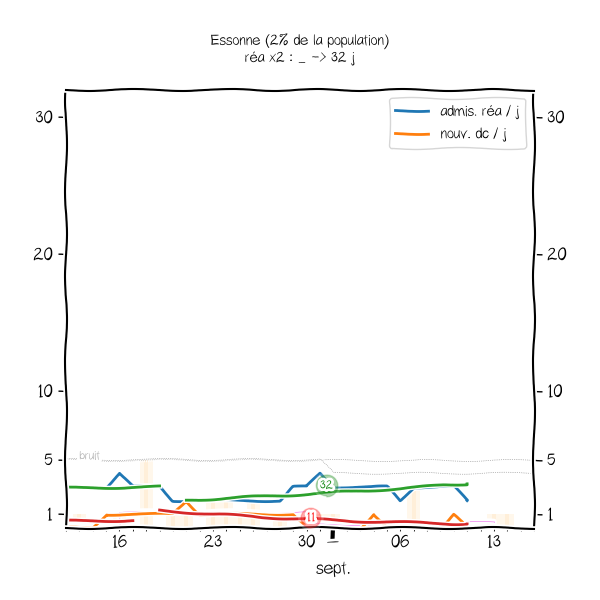 Essonne (2% de la population)
réa x2 : _ -> 32 j
admis. réa / j
nouv. dc / j
30
30
20
20
10
10
5
bruit
5
32
1
11
1
16
23
30
06
13
sept.